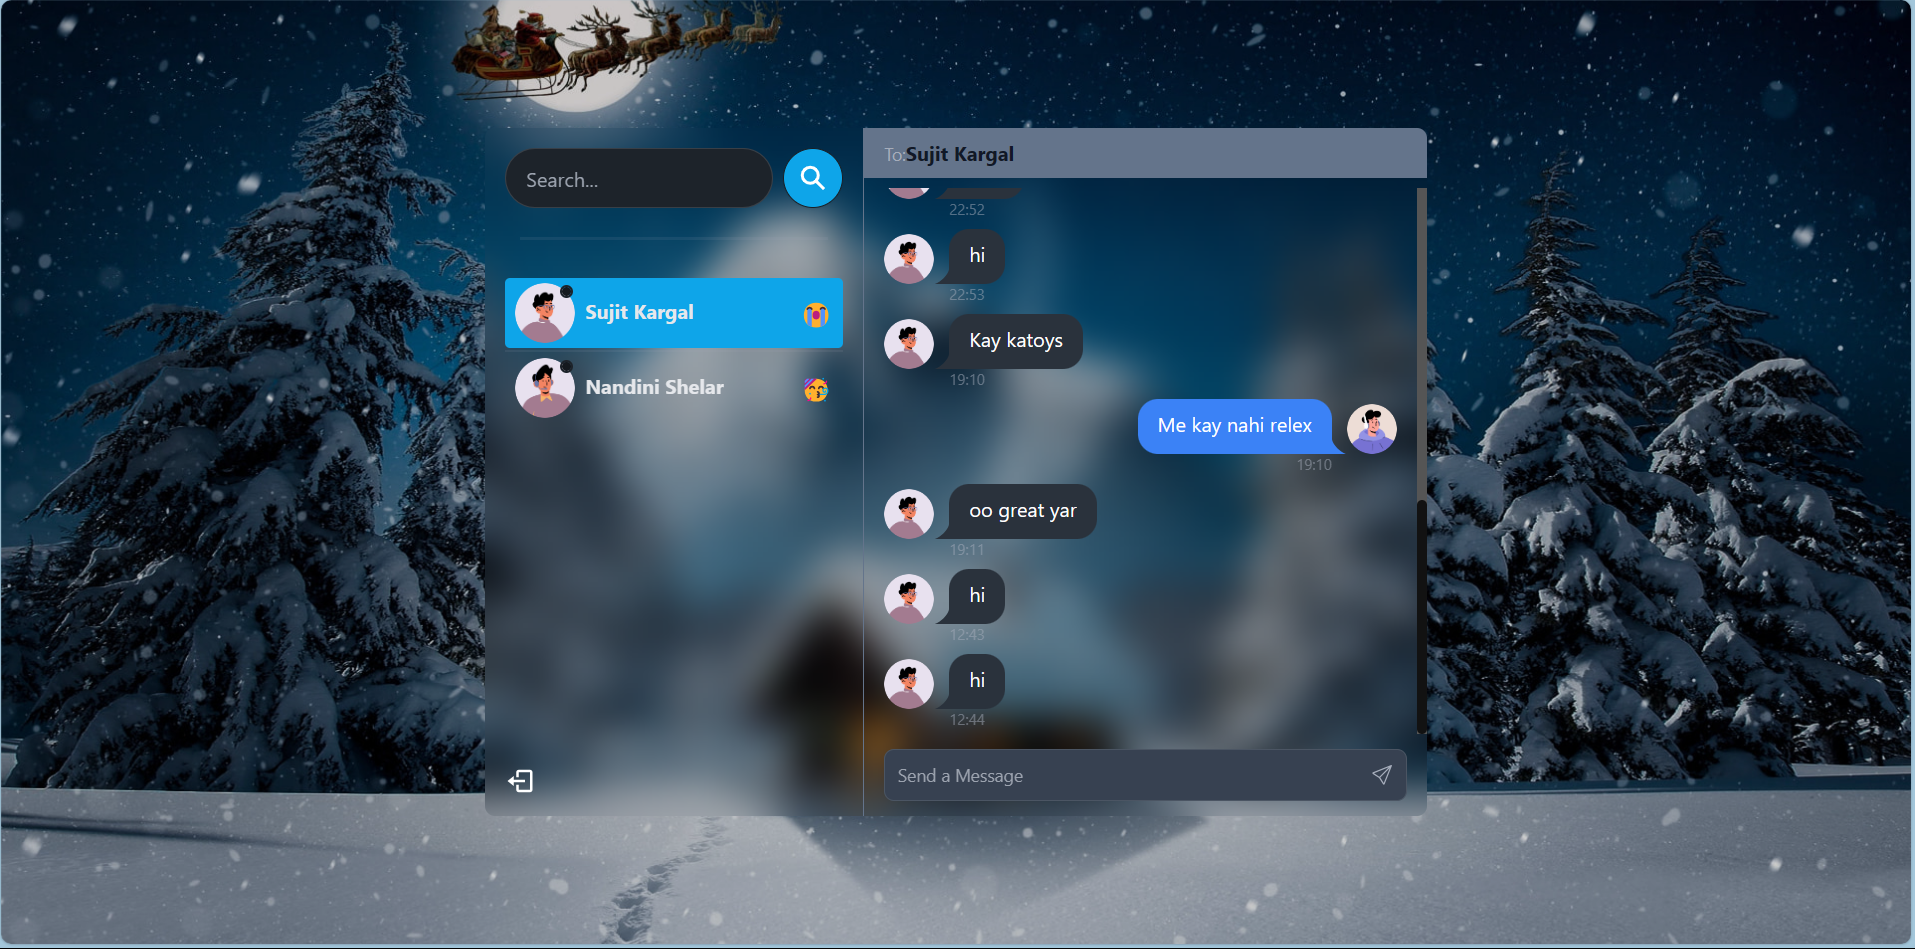 Search...
Sujit Kargal
Nandini Shelar
To:Sujit Kargal
22:52
hi
22:53
Kay katoys
19:10
Me kay nahi relex
19:10
oo great yar
19:11
hi
12:43
hi
12:44
Send a Message